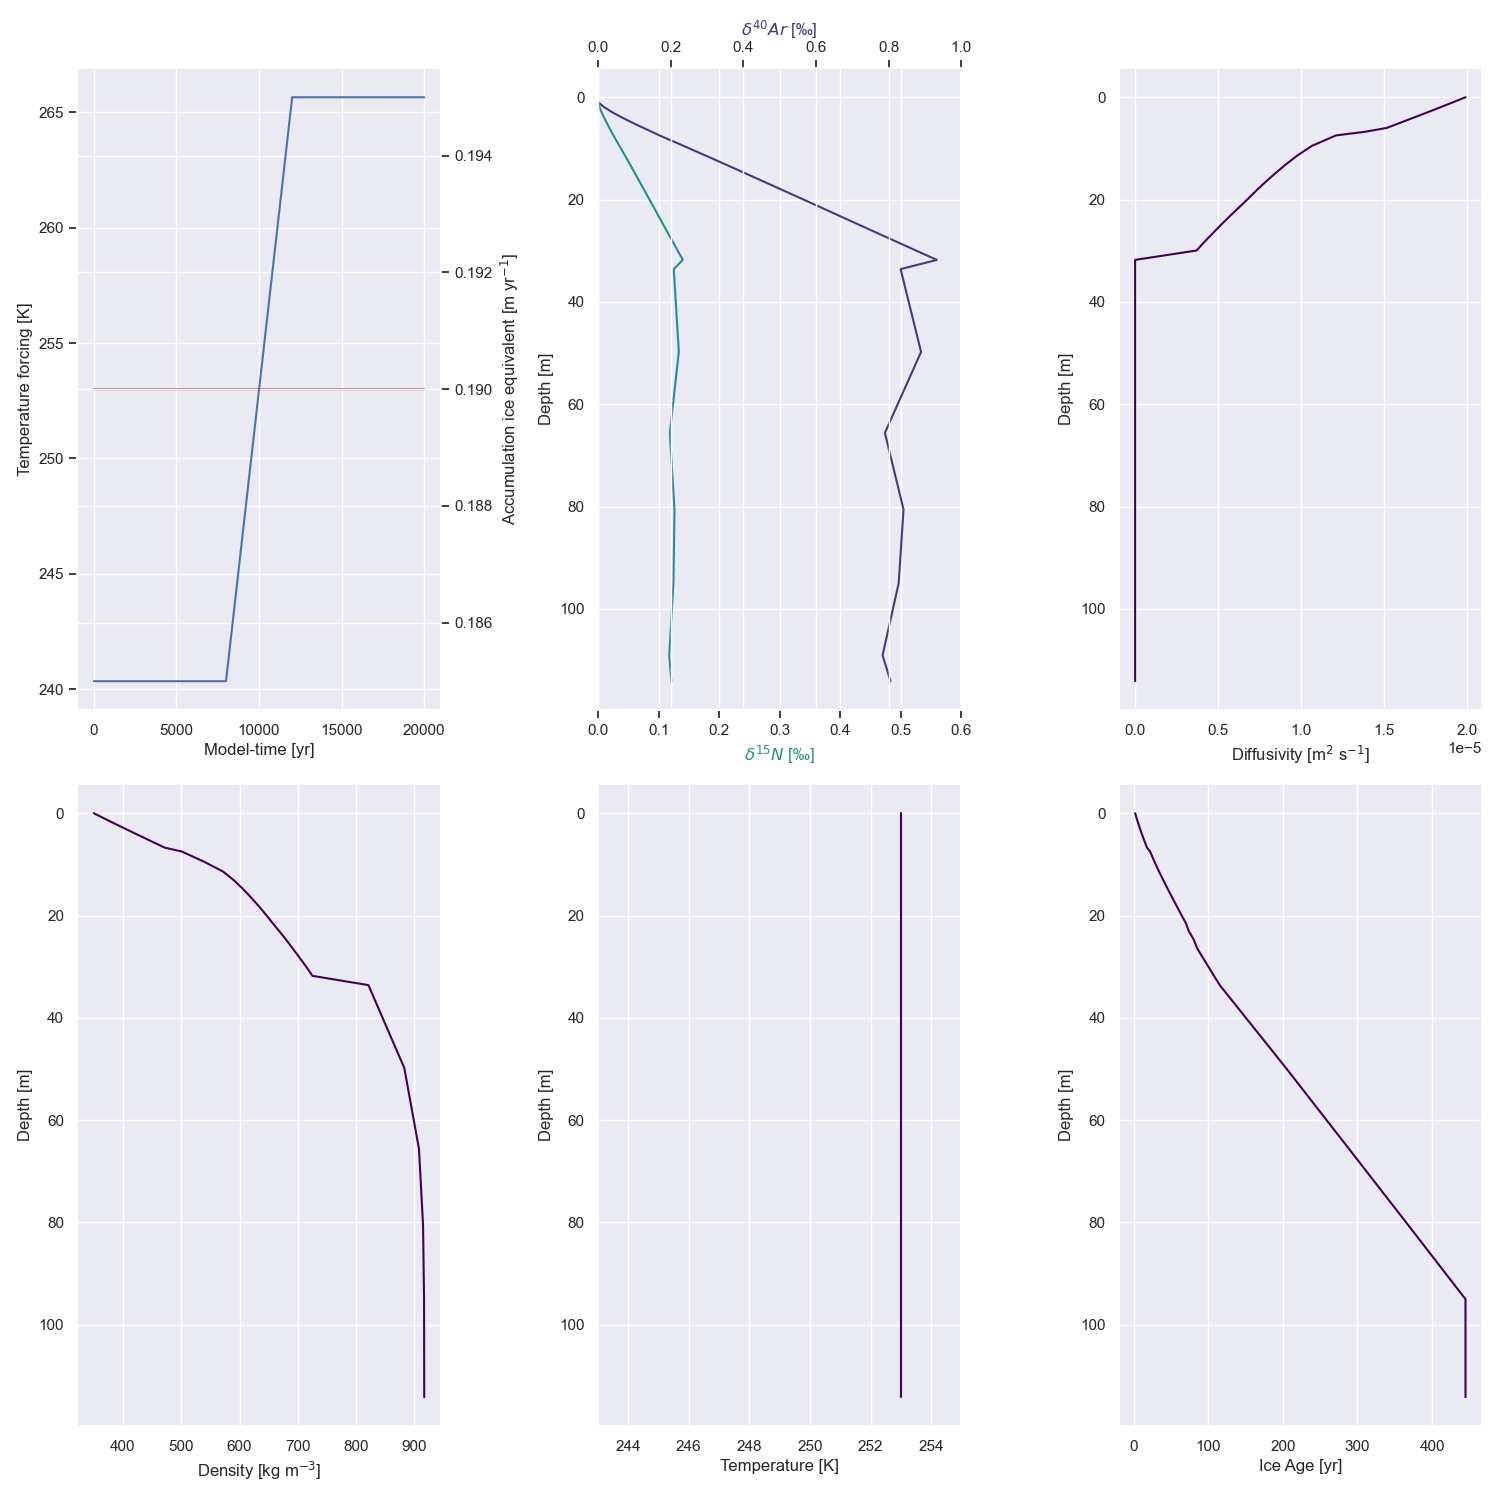 δ⁴⁰Ar [‰]
0.0 0.2 0.4 0.6 0.8 1.0
Temperature forcing [K]
265
260
255
250
245
240
0 5000 10000 15000 20000
Model-time [yr]
0.194
0.192
0.190
0.188
0.186
Accumulation ice equivalent [m yr⁻¹]
Depth [m]
0
20
40
60
80
100
0.0 0.1 0.2 0.3 0.4 0.5 0.6
δ¹⁵N [‰]
Depth [m]
0
20
40
60
80
100
0.0 0.5 1.0 1.5 2.0
1e−5
Diffusivity [m² s⁻¹]
Depth [m]
0
20
40
60
80
100
400 500 600 700 800 900
Density [kg m⁻³]
Depth [m]
0
20
40
60
80
100
244 246 248 250 252 254
Temperature [K]
Depth [m]
0
20
40
60
80
100
0 100 200 300 400
Ice Age [yr]